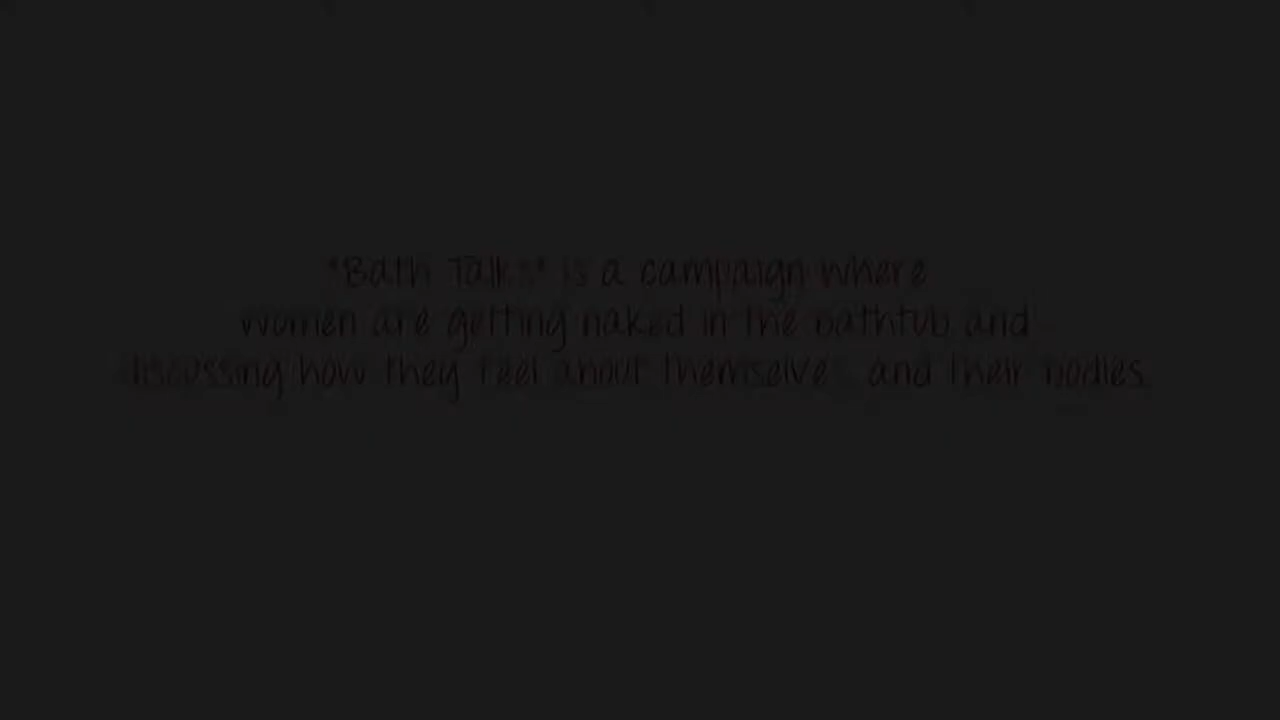 "Bath Talks" is a campaign where
women are getting naked in the bathtub and
discussing how they feel about themselves and their bodies.